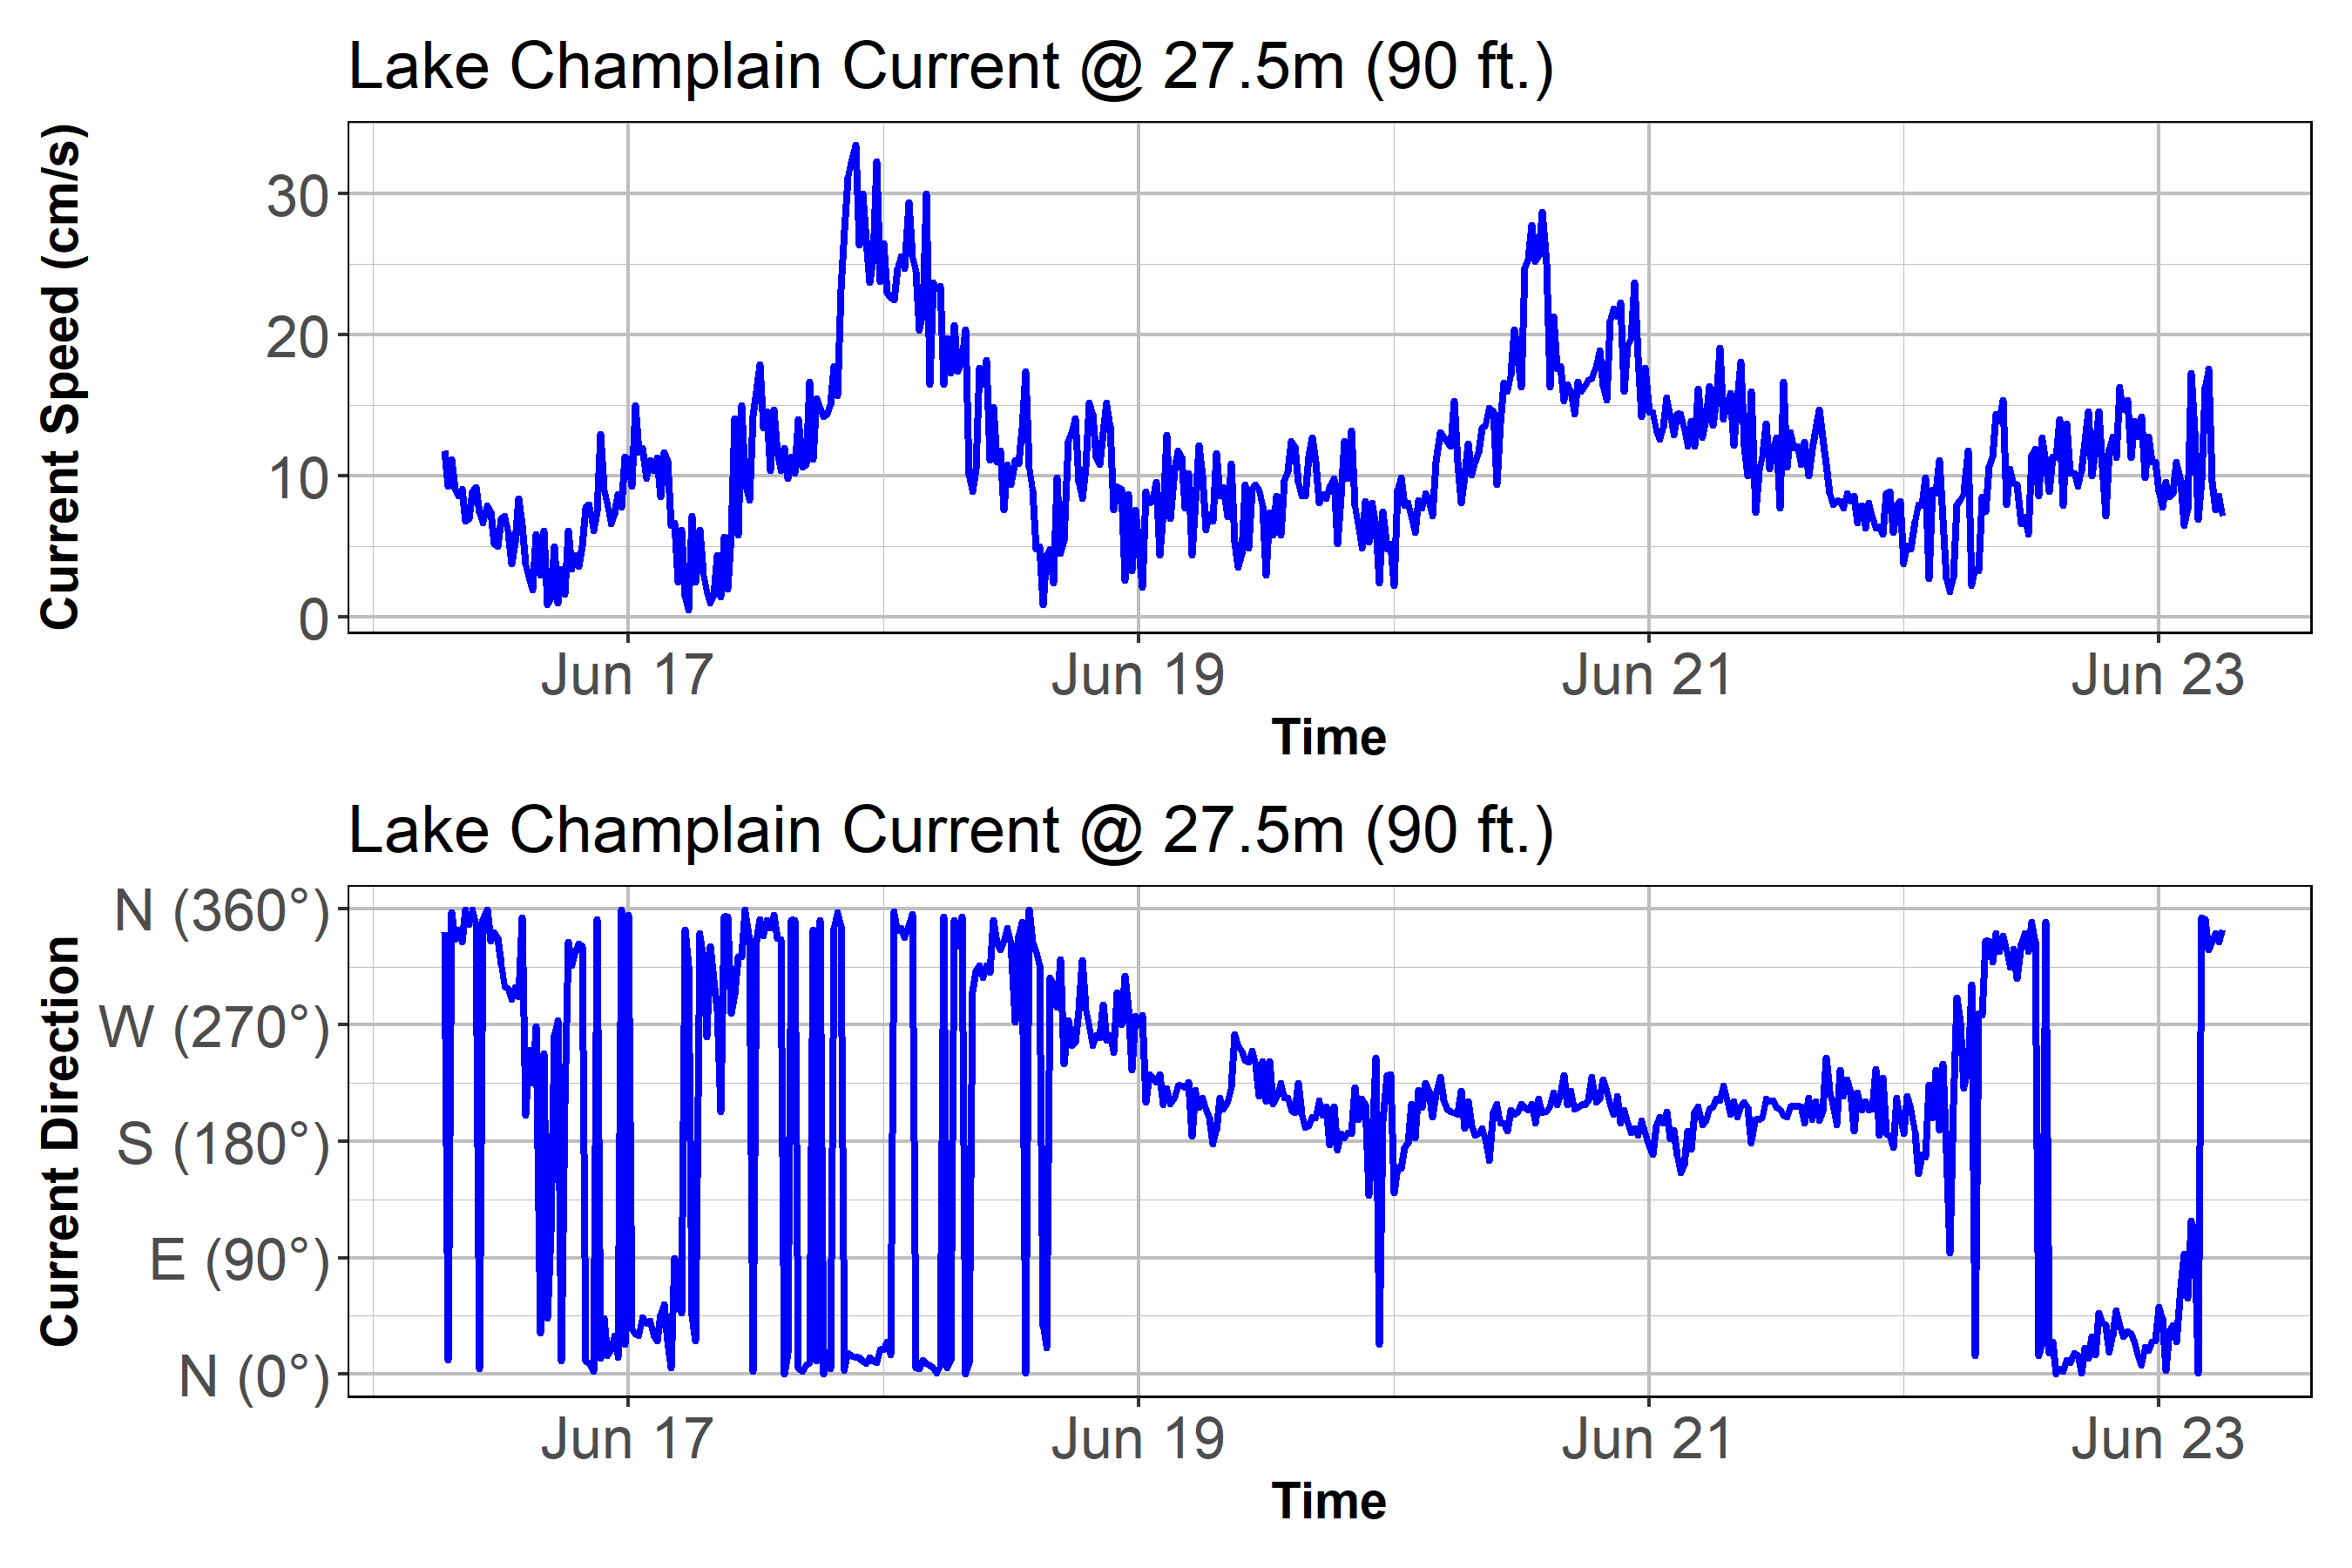 Lake Champlain Current @ 27.5m (90 ft.)
Current Speed (cm/s)
30
20
10
0
Jun 17 Jun 19 Jun 21 Jun 23
Time
Lake Champlain Current @ 27.5m (90 ft.)
Current Direction
N (360°)
W (270°)
S (180°)
E (90°)
N (0°)
Jun 17 Jun 19 Jun 21 Jun 23
Time